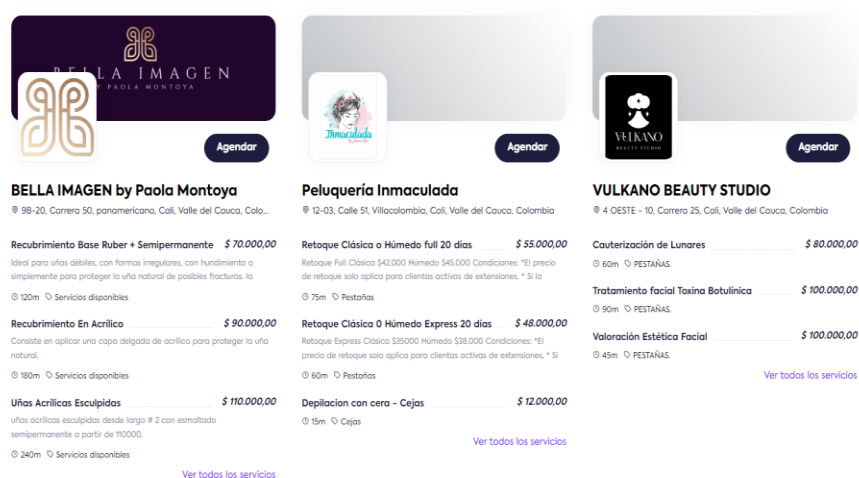 BELLA IMAGEN
BY PAOLA MONTOYA
Agendar
BELLA IMAGEN by Paola Montoya
9B-20, Carrera 50, panamericano, Cali, Valle del Cauca, Colo...
Recubrimiento Base Ruber + Semipermanente $ 70.000,00
Ideal para uñas débiles, con formas irregulares, con hundimiento o
simplemente para proteger la uña natural de posibles fracturas. la
120m Servicios disponibles
Recubrimiento En Acrílico $ 90.000,00
Consiste en aplicar una capa delgada de acrílico para proteger la uña
natural.
180m Servicios disponibles
Uñas Acrílicas Esculpidas $ 110.000,00
uñas acrílicas esculpidas desde largo # 2 con esmaltado
semipermanente a partir de 110000.
240m Servicios disponibles
Ver todos los servicios
Inmaculada
Agendar
Peluquería Inmaculada
12-03, Calle 51, Villacolombia, Cali, Valle del Cauca, Colombia
Retoque Clásica o Húmedo full 20 días $ 55.000,00
Retoque Full Clásica $42.000 Húmedo $45.000 Condiciones: *El precio
de retoque solo aplica para clientas activas de extensiones, * Si la
75m Pestañas
Retoque Clásica 0 Húmedo Express 20 días $ 48.000,00
Retoque Express Clásica $35000 Húmedo $38.000 Condiciones: *El
precio de retoque solo aplica para clientas activas de extensiones, * Si
60m Pestañas
Depilacion con cera - Cejas $ 12.000,00
15m Cejas
Ver todos los servicios
VULKANO
BEAUTY STUDIO
Agendar
VULKANO BEAUTY STUDIO
4 OESTE - 10, Carrera 25, Cali, Valle del Cauca, Colombia
Cauterización de Lunares $ 80.000,00
60m PESTAÑAS.
Tratamiento facial Toxina Botulínica $ 100.000,00
90m PESTAÑAS.
Valoración Estética Facial $ 100.000,00
45m PESTAÑAS.
Ver todos los servicios